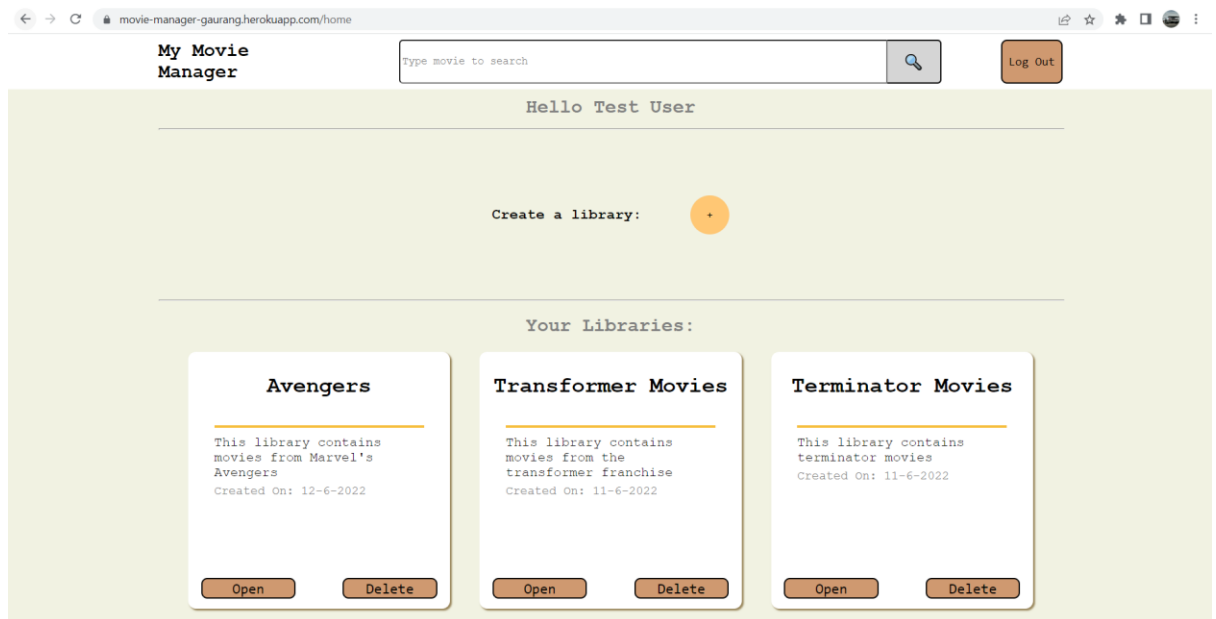 movie-manager-gaurang.herokuapp.com/home
My Movie
Manager
Type movie to search
Log Out
Hello Test User
Create a library:
+
Your Libraries:
Avengers
This library contains
movies from Marvel's
Avengers
Created On: 12-6-2022
Open
Delete
Transformer Movies
This library contains
movies from the
transformer franchise
Created On: 11-6-2022
Open
Delete
Terminator Movies
This library contains
terminator movies
Created On: 11-6-2022
Open
Delete